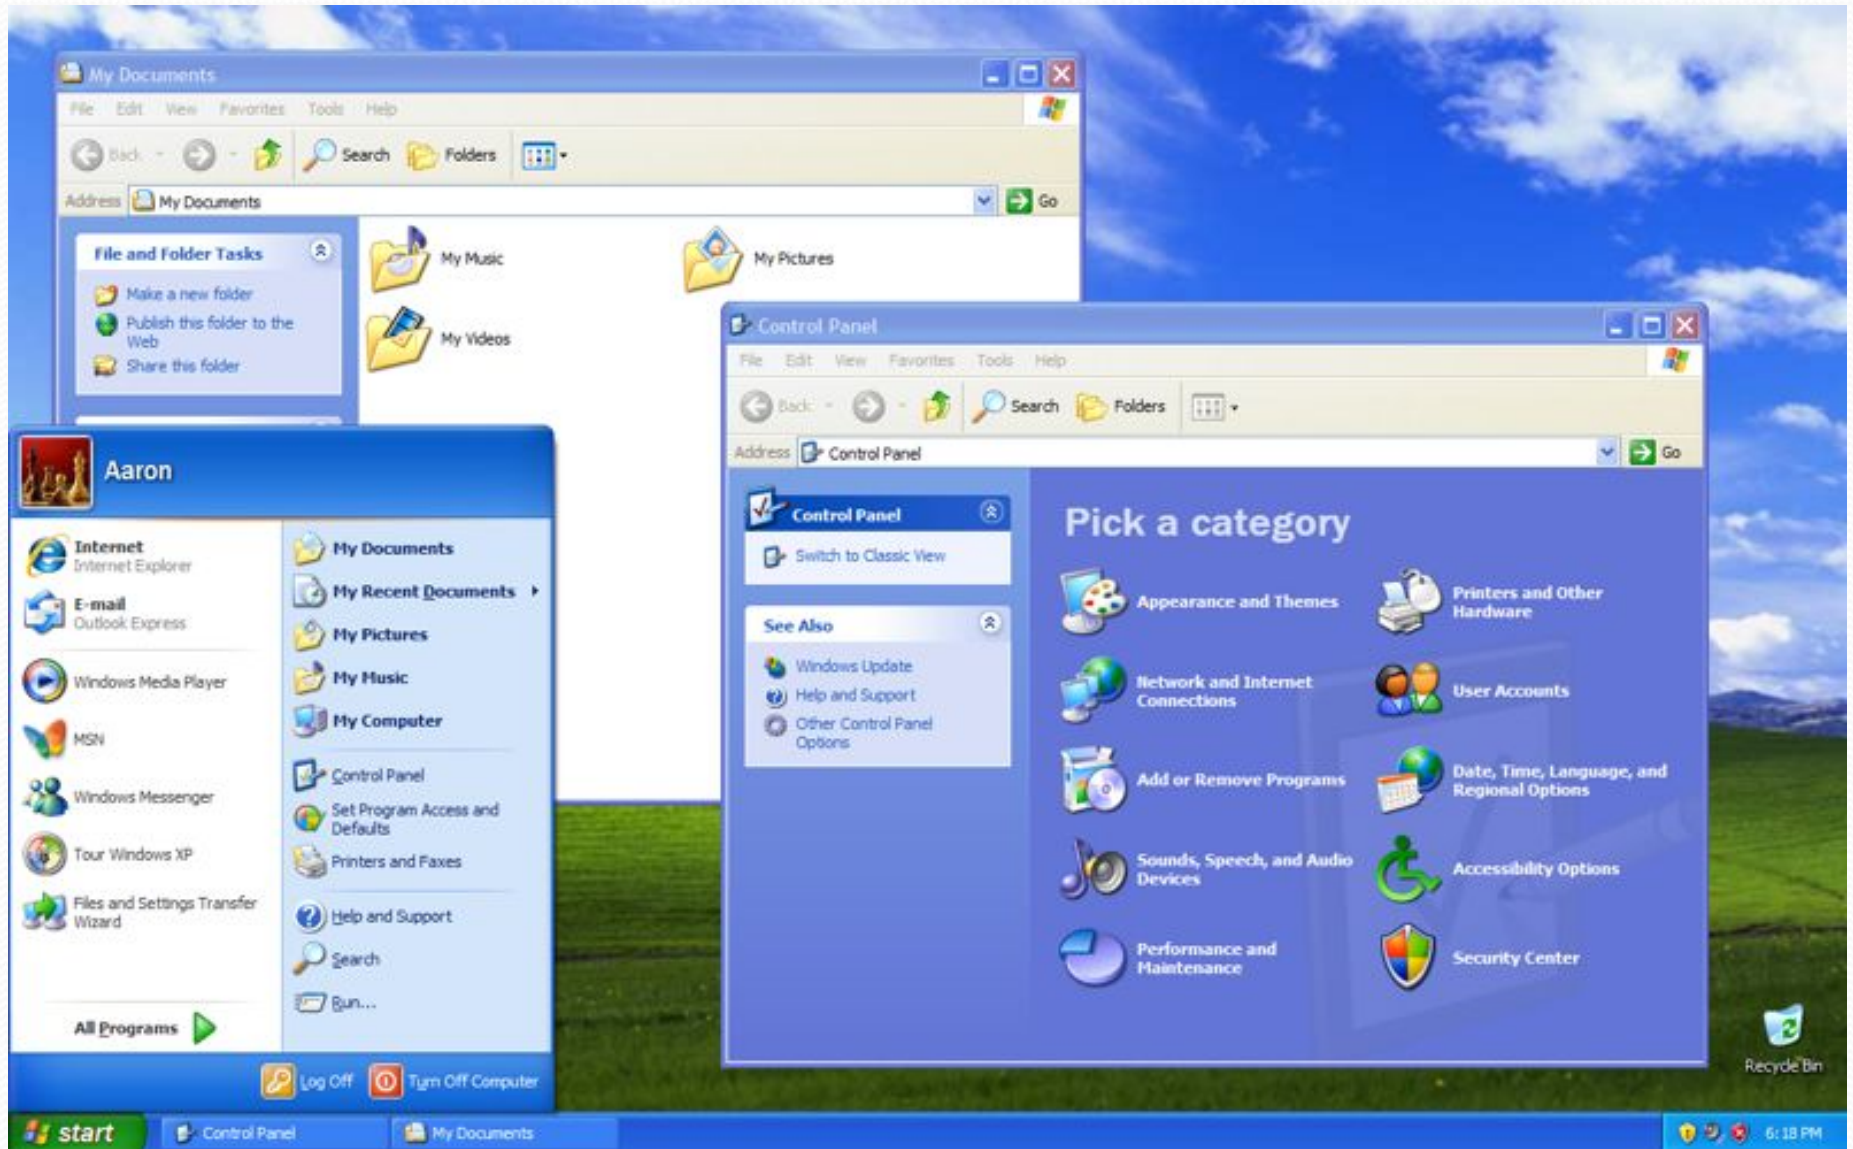 My Documents
File Edit View Favorites Tools Help
Back Search Folders
Address My Documents Go
File and Folder Tasks
Make a new folder
Publish this folder to the
Web
Share this folder
My Music
My Pictures
My Videos
Control Panel
File Edit View Favorites Tools Help
Back Search Folders
Address Control Panel Go
Control Panel
Switch to Classic View
See Also
Windows Update
Help and Support
Other Control Panel
Options
Pick a category
Appearance and Themes
Printers and Other
Hardware
Network and Internet
Connections
User Accounts
Add or Remove Programs
Date, Time, Language, and
Regional Options
Sounds, Speech, and Audio
Devices
Accessibility Options
Performance and
Maintenance
Security Center
Aaron
Internet
Internet Explorer
E-mail
Outlook Express
Windows Media Player
MSN
Windows Messenger
Tour Windows XP
Files and Settings Transfer
Wizard
All Programs
My Documents
My Recent Documents
My Pictures
My Music
My Computer
Control Panel
Set Program Access and
Defaults
Printers and Faxes
Help and Support
Search
Run...
Log Off Turn Off Computer
Recycle Bin
start Control Panel My Documents 6:18 PM